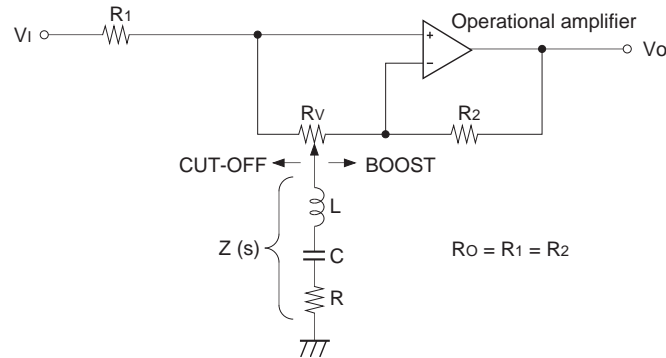 Operational amplifier
R1
VI
+
−
VO
RV
R2
CUT-OFF
BOOST
L
Z (s)
C
RO = R1 = R2
R